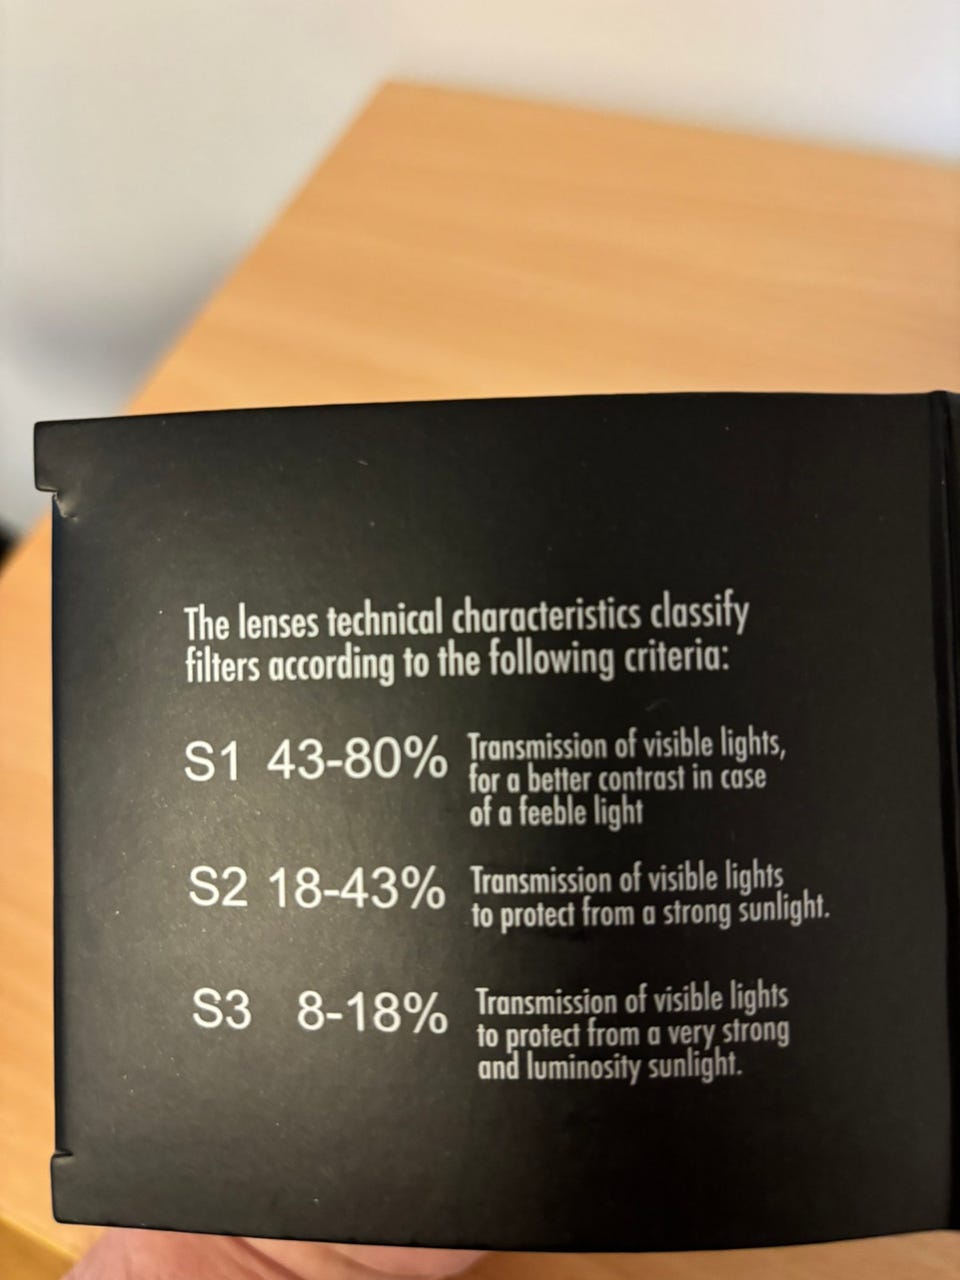 The lenses technical characteristics classify
filters according to the following criteria:
S1 43-80% Transmission of visible lights,
for a better contrast in case
of a feeble light
S2 18-43% Transmission of visible lights
to protect from a strong sunlight.
S3 8-18% Transmission of visible lights
to protect from a very strong
and luminosity sunlight.